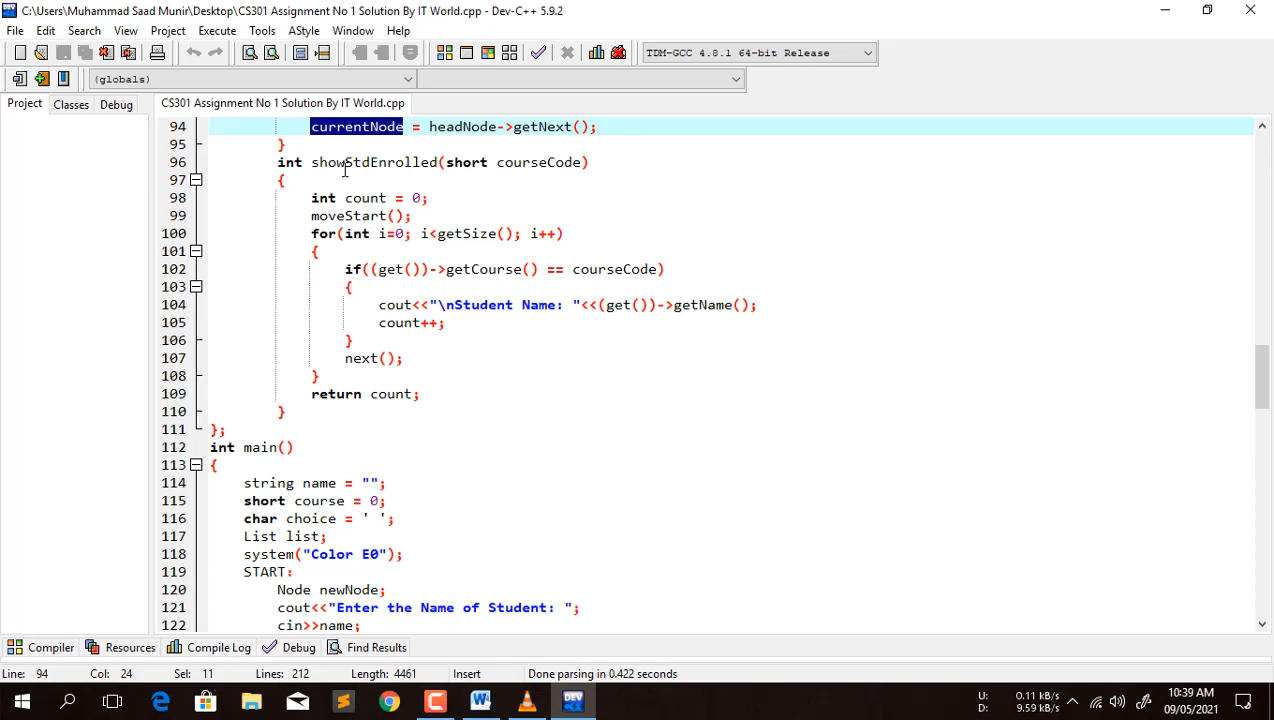 C:\Users\Muhammad Saad Munir\Desktop\CS301 Assignment No 1 Solution By IT World.cpp - Dev-C++ 5.9.2
File Edit Search View Project Execute Tools AStyle Window Help
TDM-GCC 4.8.1 64-bit Release
(globals)
Project Classes Debug CS301 Assignment No 1 Solution By IT World.cpp
94 currentNode = headNode->getNext();
95 }
96 int showStdEnrolled(short courseCode)
97 {
98 int count = 0;
99 moveStart();
100 for(int i=0; i<getSize(); i++)
101 {
102 if((get())->getCourse() == courseCode)
103 {
104 cout<<"\nStudent Name: "<<(get())->getName();
105 count++;
106 }
107 next();
108 }
109 return count;
110 }
111 };
112 int main()
113 {
114 string name = "";
115 short course = 0;
116 char choice = ' ';
117 List list;
118 system("Color E0");
119 START:
120 Node newNode;
121 cout<<"Enter the Name of Student: ";
122 cin>>name;
Compiler Resources Compile Log Debug Find Results
Line: 94 Col: 24 Sel: 11 Lines: 212 Length: 4461 Insert Done parsing in 0.422 seconds
U: 0.11 kB/s
D: 9.59 kB/s
10:39 AM
09/05/2021